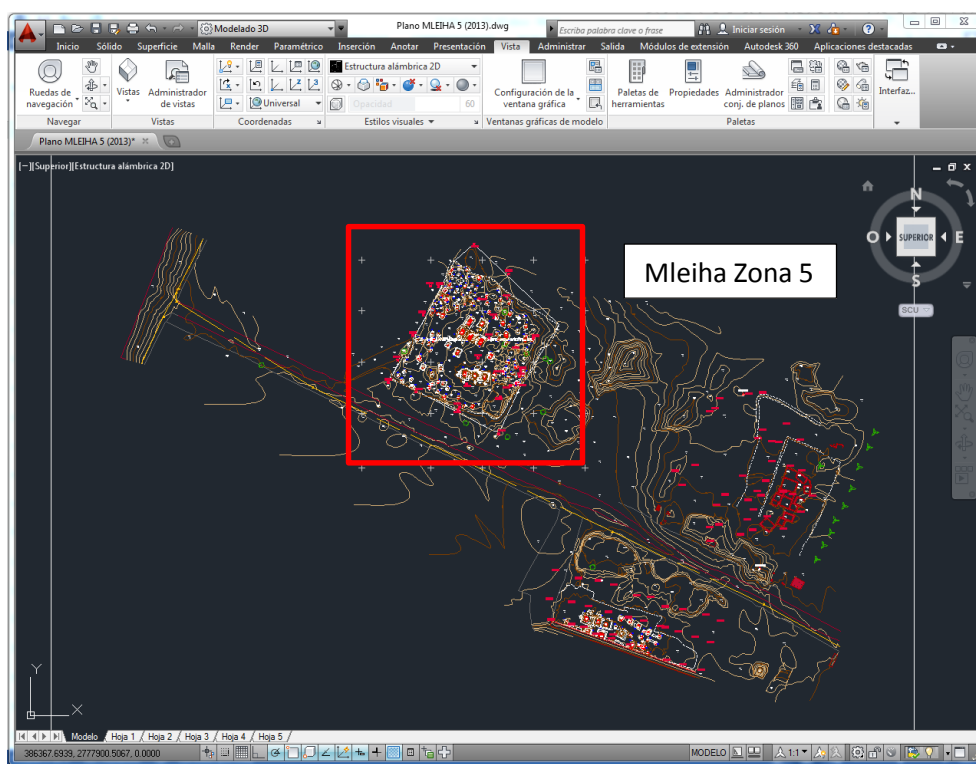 Modelado 3D
Plano MLEIHA 5 (2013).dwg
Escriba palabra clave o frase
Iniciar sesión
Inicio Sólido Superficie Malla Render Paramétrico Inserción Anotar Presentación Vista Administrar Salida Módulos de extensión Autodesk 360 Aplicaciones destacadas
Ruedas de navegación
Vistas
Administrador de vistas
Universal
Estructura alámbrica 2D
Opacidad 60
Configuración de la ventana gráfica
Paletas de herramientas
Propiedades
Administrador conj. de planos
Interfaz...
Navegar
Vistas
Coordenadas
Estilos visuales
Ventanas gráficas de modelo
Paletas
Plano MLEIHA 5 (2013)*
[−][Superior][Estructura alámbrica 2D]
N
O
SUPERIOR
E
S
SCU
Mleiha Zona 5
Y
X
Modelo Hoja 1 Hoja 2 Hoja 3 Hoja 4 Hoja 5
386367.6939, 2777900.5067, 0.0000
MODELO
1:1